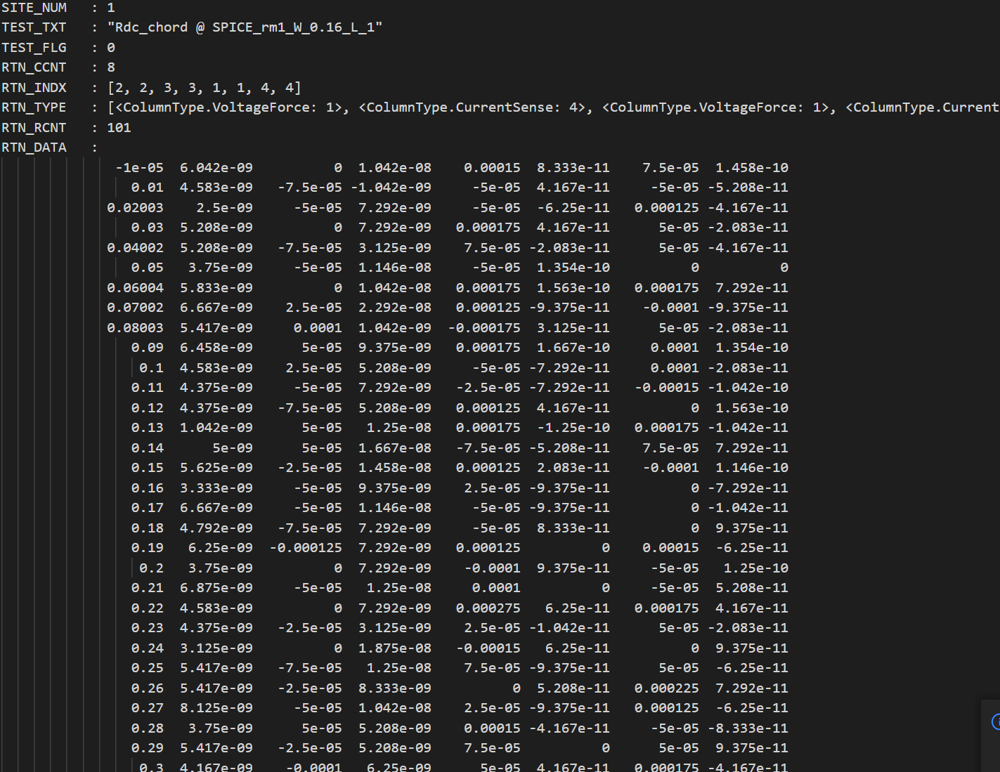 SITE_NUM   : 1
TEST_TXT   : "Rdc_chord @ SPICE_rm1_W_0.16_L_1"
TEST_FLG   : 0
RTN_CCNT   : 8
RTN_INDX   : [2, 2, 3, 3, 1, 1, 4, 4]
RTN_TYPE   : [<ColumnType.VoltageForce: 1>, <ColumnType.CurrentSense: 4>, <ColumnType.VoltageForce: 1>, <ColumnType.Current
RTN_RCNT   : 101
RTN_DATA   :
-1e-05 6.042e-09 0 1.042e-08 0.00015 8.333e-11 7.5e-05 1.458e-10
0.01 4.583e-09 -7.5e-05 -1.042e-09 -5e-05 4.167e-11 -5e-05 -5.208e-11
0.02003 2.5e-09 -5e-05 7.292e-09 -5e-05 -6.25e-11 0.000125 -4.167e-11
0.03 5.208e-09 0 7.292e-09 0.000175 4.167e-11 5e-05 -2.083e-11
0.04002 5.208e-09 -7.5e-05 3.125e-09 7.5e-05 -2.083e-11 5e-05 -4.167e-11
0.05 3.75e-09 -5e-05 1.146e-08 -5e-05 1.354e-10 0 0
0.06004 5.833e-09 0 1.042e-08 0.000175 1.563e-10 0.000175 7.292e-11
0.07002 6.667e-09 2.5e-05 2.292e-08 0.000125 -9.375e-11 -0.0001 -9.375e-11
0.08003 5.417e-09 0.0001 1.042e-09 -0.000175 3.125e-11 5e-05 -2.083e-11
0.09 6.458e-09 5e-05 9.375e-09 0.000175 1.667e-10 0.0001 1.354e-10
0.1 4.583e-09 2.5e-05 5.208e-09 -5e-05 -7.292e-11 0.0001 -2.083e-11
0.11 4.375e-09 -5e-05 7.292e-09 -2.5e-05 -7.292e-11 -0.00015 -1.042e-10
0.12 4.375e-09 -7.5e-05 5.208e-09 0.000125 4.167e-11 0 1.563e-10
0.13 1.042e-09 5e-05 1.25e-08 0.000175 -1.25e-10 0.000175 -1.042e-11
0.14 5e-09 5e-05 1.667e-08 -7.5e-05 -5.208e-11 7.5e-05 7.292e-11
0.15 5.625e-09 -2.5e-05 1.458e-08 0.000125 2.083e-11 -0.0001 1.146e-10
0.16 3.333e-09 -5e-05 9.375e-09 2.5e-05 -9.375e-11 0 -7.292e-11
0.17 6.667e-09 -5e-05 1.146e-08 -5e-05 -9.375e-11 0 -1.042e-11
0.18 4.792e-09 -7.5e-05 7.292e-09 -5e-05 8.333e-11 0 9.375e-11
0.19 6.25e-09 -0.000125 7.292e-09 0.000125 0 0.00015 -6.25e-11
0.2 3.75e-09 0 7.292e-09 -0.0001 9.375e-11 -5e-05 1.25e-10
0.21 6.875e-09 -5e-05 1.25e-08 0.0001 0 -5e-05 5.208e-11
0.22 4.583e-09 0 7.292e-09 0.000275 6.25e-11 0.000175 4.167e-11
0.23 4.375e-09 -2.5e-05 3.125e-09 2.5e-05 -1.042e-11 5e-05 -2.083e-11
0.24 3.125e-09 0 1.875e-08 -0.00015 6.25e-11 0 9.375e-11
0.25 5.417e-09 -7.5e-05 1.25e-08 7.5e-05 -9.375e-11 5e-05 -6.25e-11
0.26 5.417e-09 -2.5e-05 8.333e-09 0 5.208e-11 0.000225 7.292e-11
0.27 8.125e-09 -5e-05 1.042e-08 2.5e-05 -9.375e-11 0.000125 -6.25e-11
0.28 3.75e-09 5e-05 5.208e-09 0.00015 -4.167e-11 -5e-05 -8.333e-11
0.29 5.417e-09 -2.5e-05 5.208e-09 7.5e-05 0 5e-05 9.375e-11
0.3 4.167e-09 -0.0001 6.25e-09 5e-05 4.167e-11 0.000175 -4.167e-11